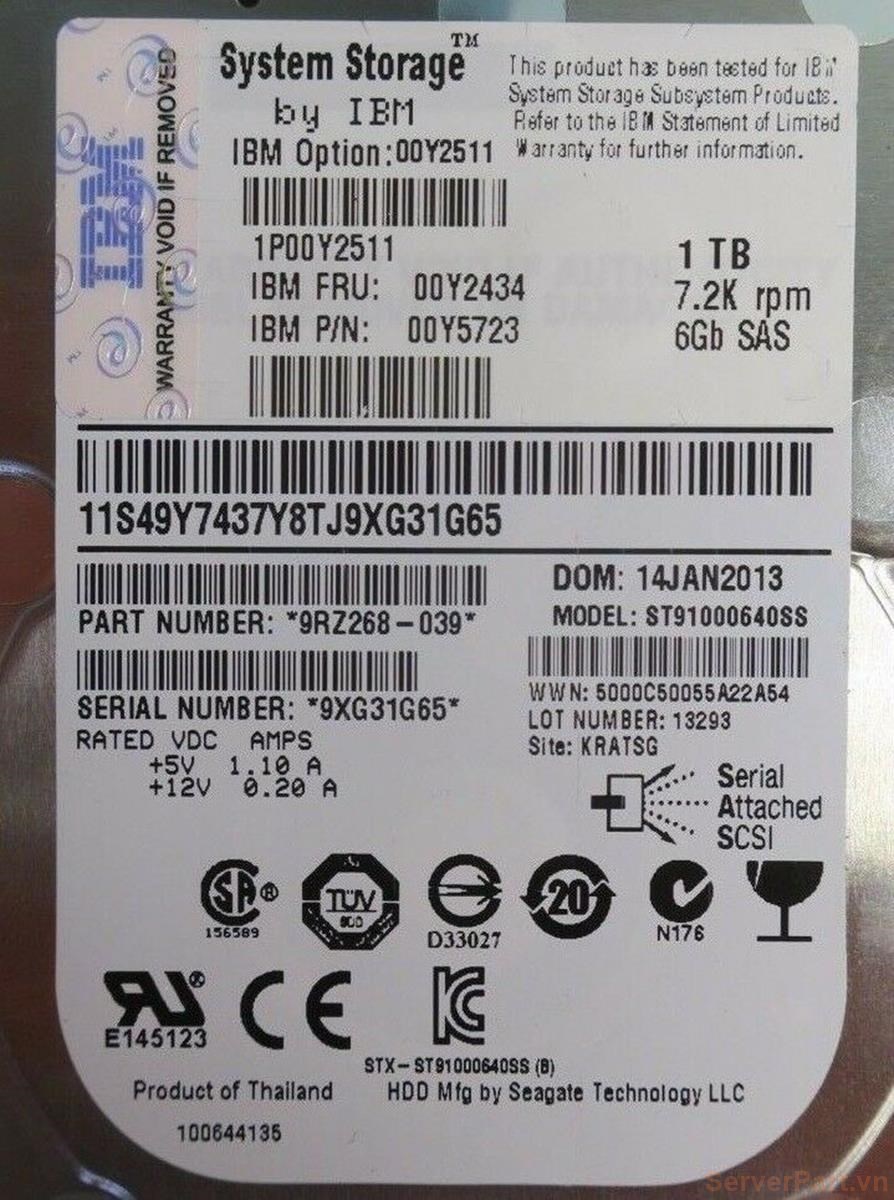 System Storage™
by IBM
This product has been tested for IBM
System Storage Subsystem Products.
Refer to the IBM Statement of Limited
Warranty for further information.
IBM
WARRANTY VOID IF REMOVED
IBM Option:00Y2511
1P00Y2511
IBM FRU: 00Y2434
IBM P/N: 00Y5723
1 TB
7.2K rpm
6Gb SAS
11S49Y7437Y8TJ9XG31G65
PART NUMBER: *9RZ268-039*
SERIAL NUMBER: *9XG31G65*
RATED VDC AMPS
+5V 1.10 A
+12V 0.20 A
DOM: 14JAN2013
MODEL: ST91000640SS
WWN: 5000C50055A22A54
LOT NUMBER: 13293
Site: KRATSG
Serial
Attached
SCSI
SA®
156589
TÜV
D33027
20
N176
RU®
E145123
CE
KC
STX-ST91000640SS (B)
Product of Thailand
HDD Mfg by Seagate Technology LLC
100644135
ServerPart.vn